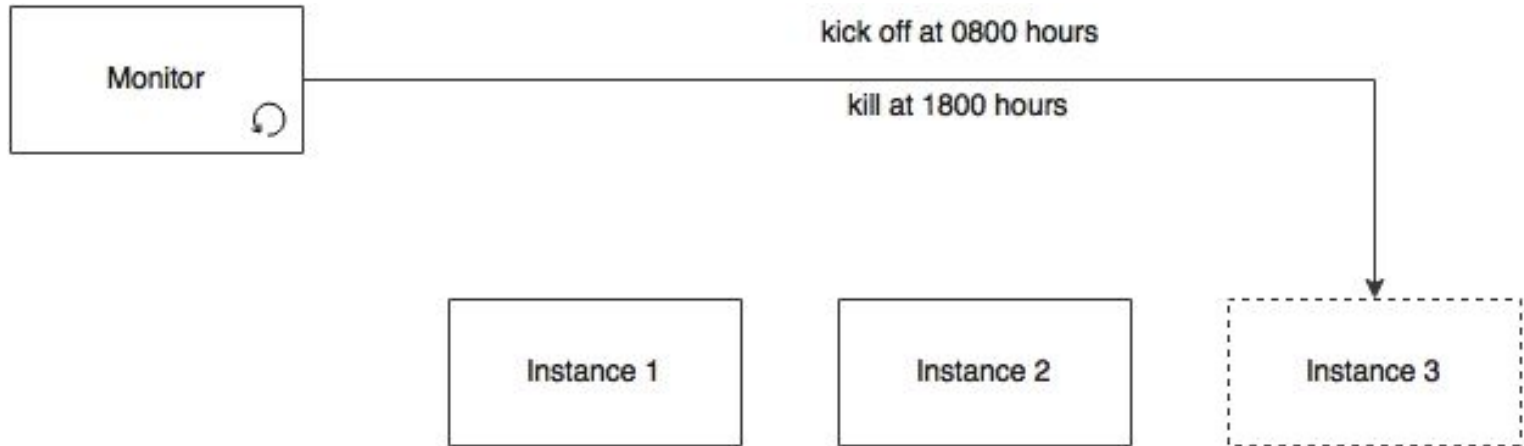 kick off at 0800 hours
Monitor
kill at 1800 hours
Instance 1
Instance 2
Instance 3